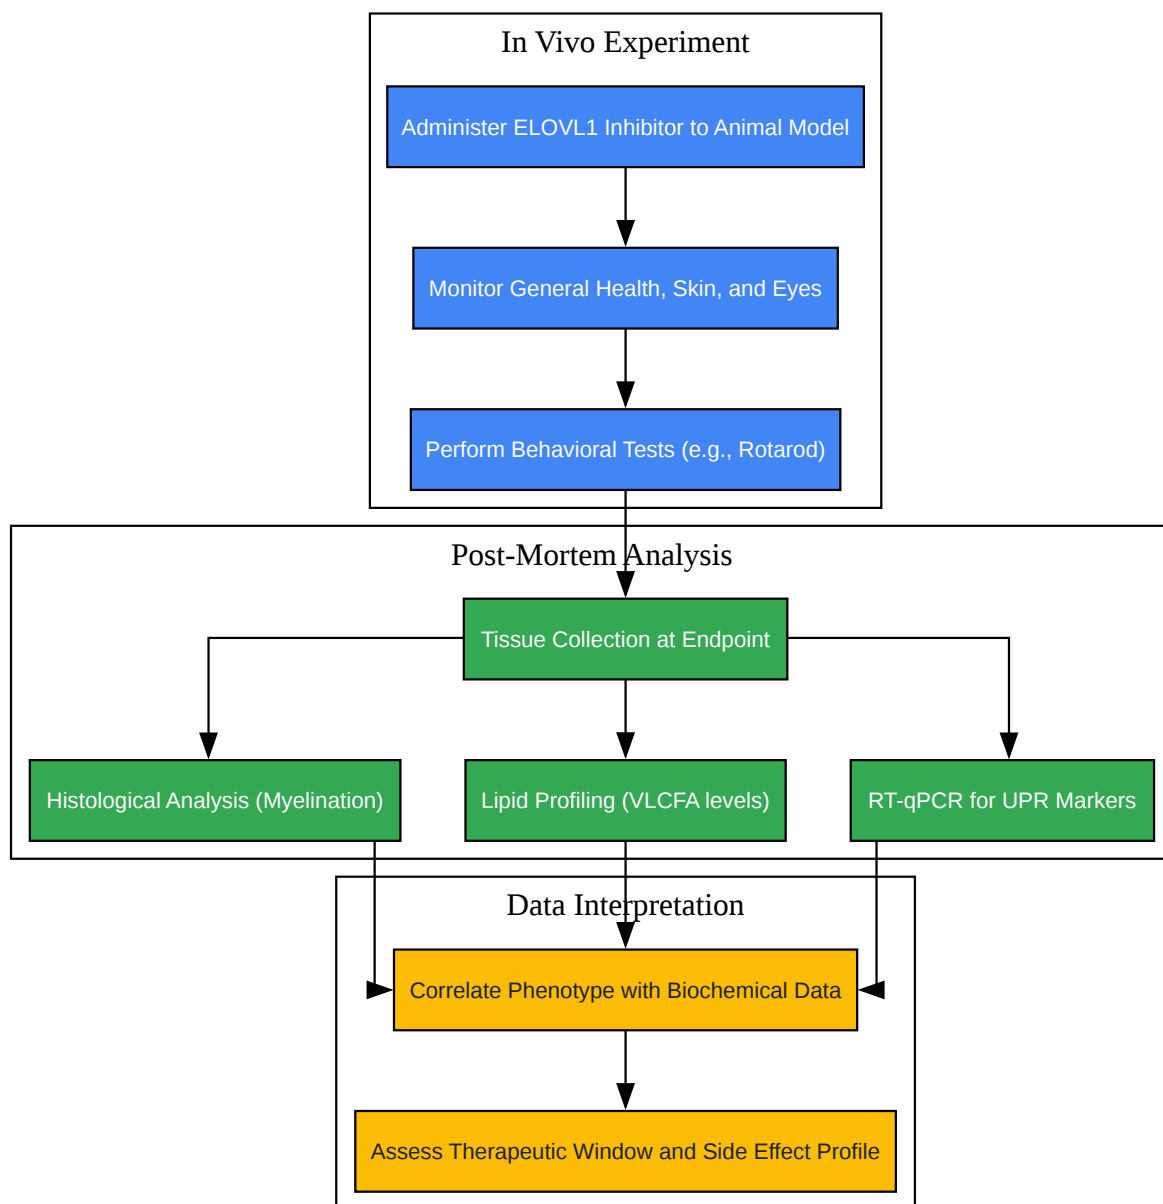 In Vivo Experiment
Administer ELOVL1 Inhibitor to Animal Model
Monitor General Health, Skin, and Eyes
Perform Behavioral Tests (e.g., Rotarod)
Post-Mortem Analysis
Tissue Collection at Endpoint
Histological Analysis (Myelination)
Lipid Profiling (VLCFA levels)
RT-qPCR for UPR Markers
Data Interpretation
Correlate Phenotype with Biochemical Data
Assess Therapeutic Window and Side Effect Profile